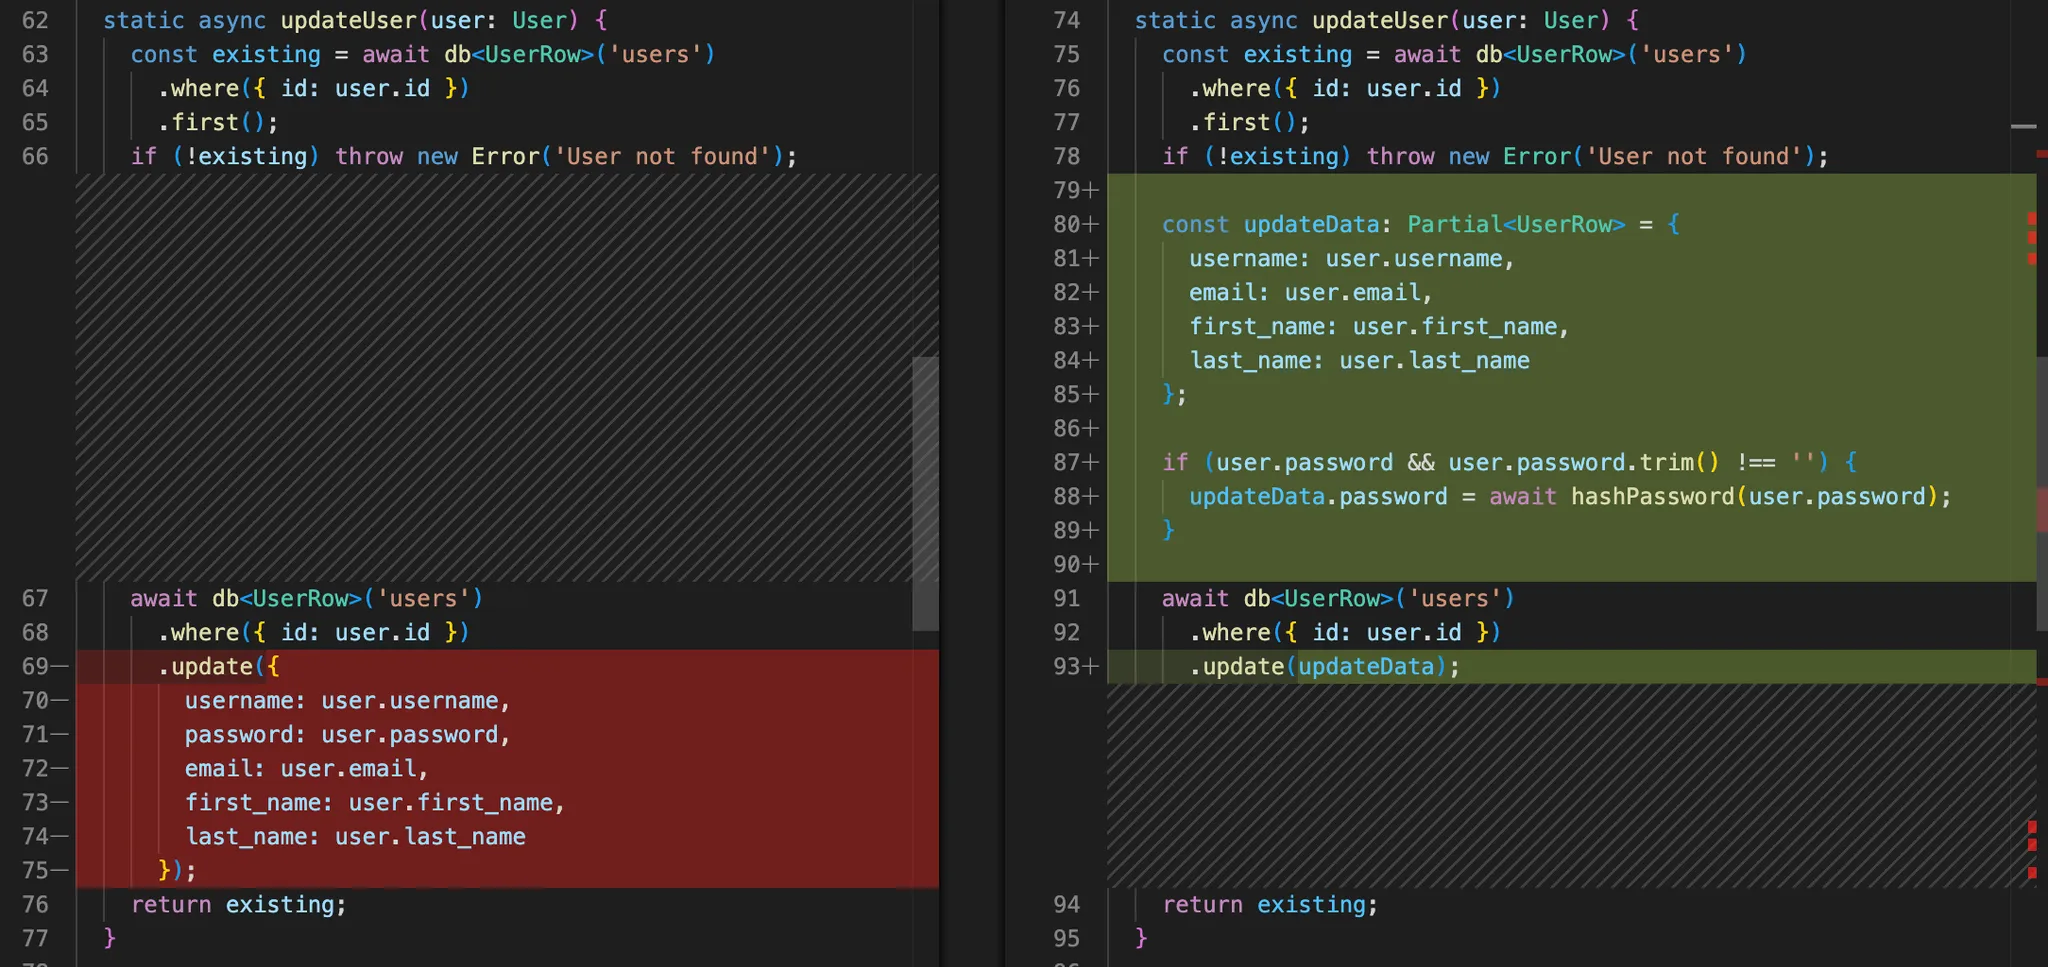 62 static async updateUser(user: User) {
63 const existing = await db<UserRow>('users')
64 .where({ id: user.id })
65 .first();
66 if (!existing) throw new Error('User not found');
67 await db<UserRow>('users')
68 .where({ id: user.id })
69— .update({
70— username: user.username,
71— password: user.password,
72— email: user.email,
73— first_name: user.first_name,
74— last_name: user.last_name
75— });
76 return existing;
77 }
74 static async updateUser(user: User) {
75 const existing = await db<UserRow>('users')
76 .where({ id: user.id })
77 .first();
78 if (!existing) throw new Error('User not found');
79+
80+ const updateData: Partial<UserRow> = {
81+ username: user.username,
82+ email: user.email,
83+ first_name: user.first_name,
84+ last_name: user.last_name
85+ };
86+
87+ if (user.password && user.password.trim() !== '') {
88+ updateData.password = await hashPassword(user.password);
89+ }
90+
91 await db<UserRow>('users')
92 .where({ id: user.id })
93+ .update(updateData);
94 return existing;
95 }